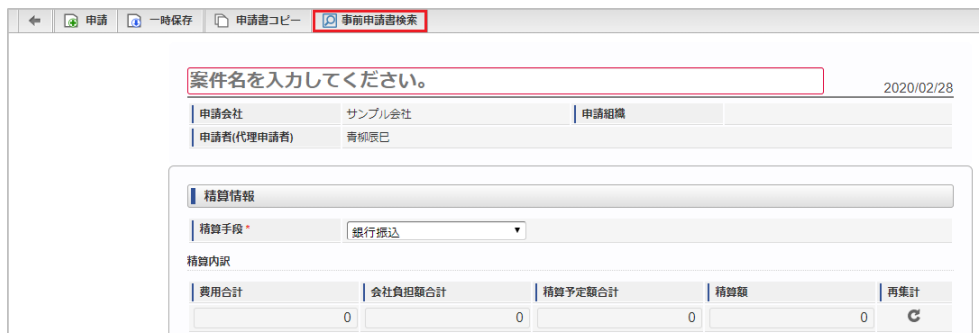 申請 一時保存 申請書コピー 事前申請書検索
案件名を入力してください。
2020/02/28
申請会社 サンプル会社 申請組織
申請者(代理申請者) 青柳辰巳
精算情報
精算手段* 銀行振込
精算内訳
費用合計 会社負担額合計 精算予定額合計 精算額 再集計
0 0 0 0